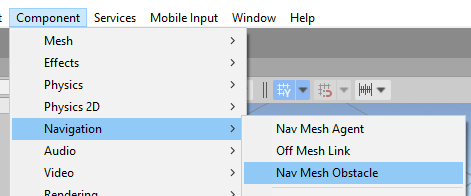 Component Services Mobile Input Window Help
Mesh
Effects
Physics
Physics 2D
Navigation
Audio
Video
Rendering
Nav Mesh Agent
Off Mesh Link
Nav Mesh Obstacle